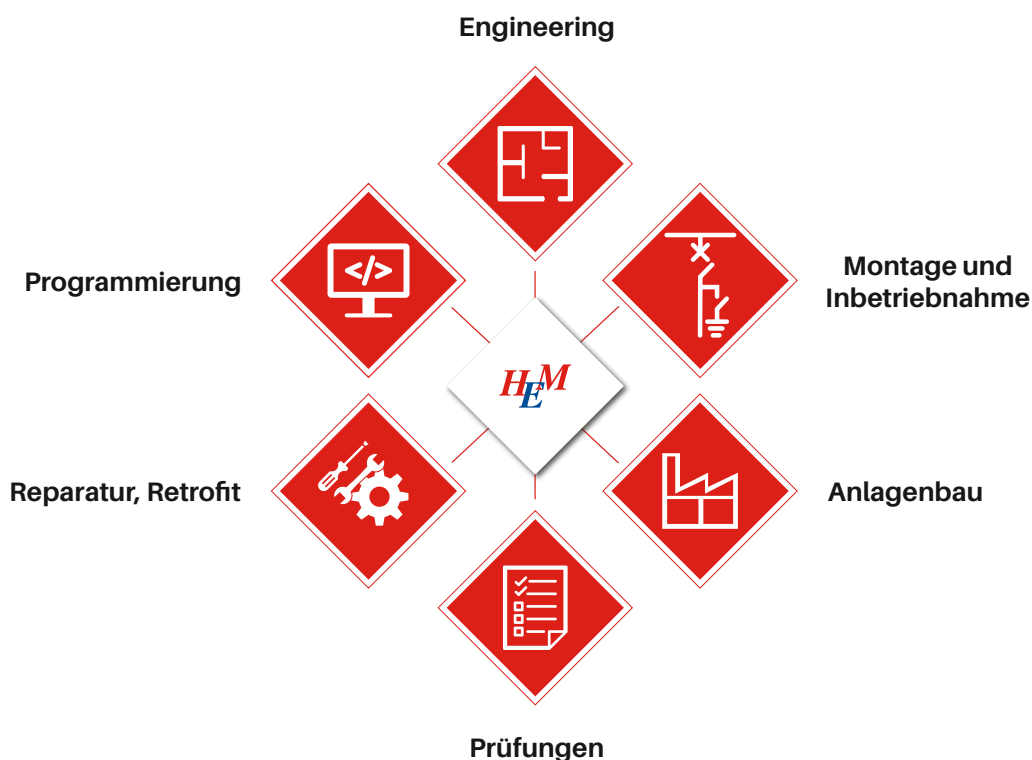 Engineering
Programmierung
Montage und
Inbetriebnahme
</>
HEM
Reparatur, Retrofit
Anlagenbau
Prüfungen